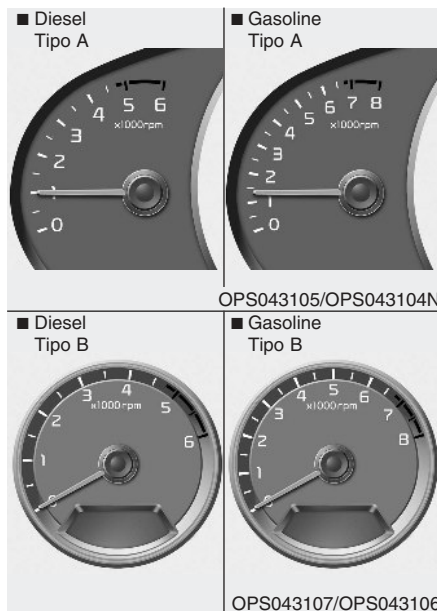 ■ Diesel
Tipo A
6
5
4
3
2
1
0
x1000rpm
■ Gasoline
Tipo A
8
7
6
5
4
3
2
1
0
x1000rpm
OPS043105/OPS043104N
■ Diesel
Tipo B
0
1
2
3
4
5
6
x1000rpm
■ Gasoline
Tipo B
0
1
2
3
4
5
6
7
8
x1000rpm
OPS043107/OPS043106